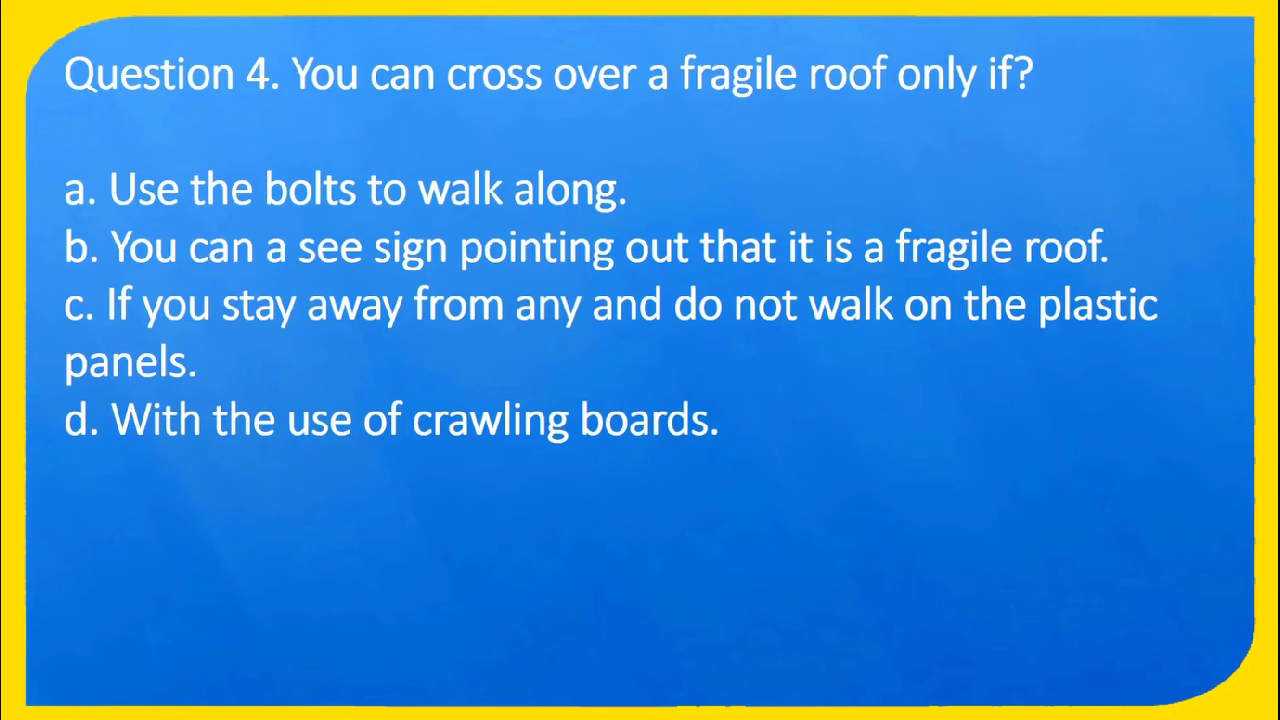 Question 4. You can cross over a fragile roof only if?
a. Use the bolts to walk along.
b. You can a see sign pointing out that it is a fragile roof.
c. If you stay away from any and do not walk on the plastic
panels.
d. With the use of crawling boards.